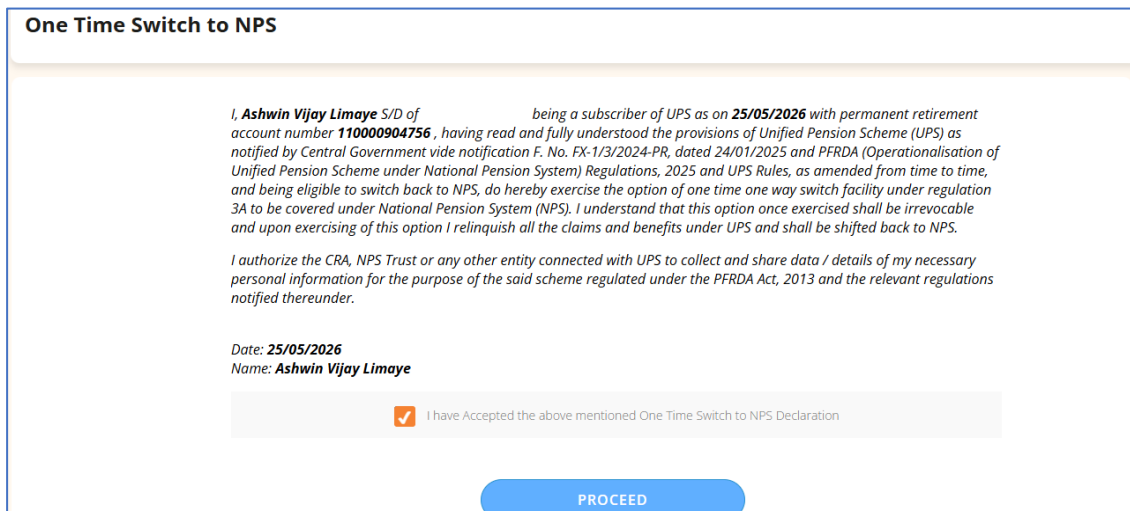 One Time Switch to NPS
I, Ashwin Vijay Limaye S/D of being a subscriber of UPS as on 25/05/2026 with permanent retirement
account number 110000904756 , having read and fully understood the provisions of Unified Pension Scheme (UPS) as
notified by Central Government vide notification F. No. FX-1/3/2024-PR, dated 24/01/2025 and PFRDA (Operationalisation of
Unified Pension Scheme under National Pension System) Regulations, 2025 and UPS Rules, as amended from time to time,
and being eligible to switch back to NPS, do hereby exercise the option of one time one way switch facility under regulation
3A to be covered under National Pension System (NPS). I understand that this option once exercised shall be irrevocable
and upon exercising of this option I relinquish all the claims and benefits under UPS and shall be shifted back to NPS.
I authorize the CRA, NPS Trust or any other entity connected with UPS to collect and share data / details of my necessary
personal information for the purpose of the said scheme regulated under the PFRDA Act, 2013 and the relevant regulations
notified thereunder.
Date: 25/05/2026
Name: Ashwin Vijay Limaye
I have Accepted the above mentioned One Time Switch to NPS Declaration
PROCEED